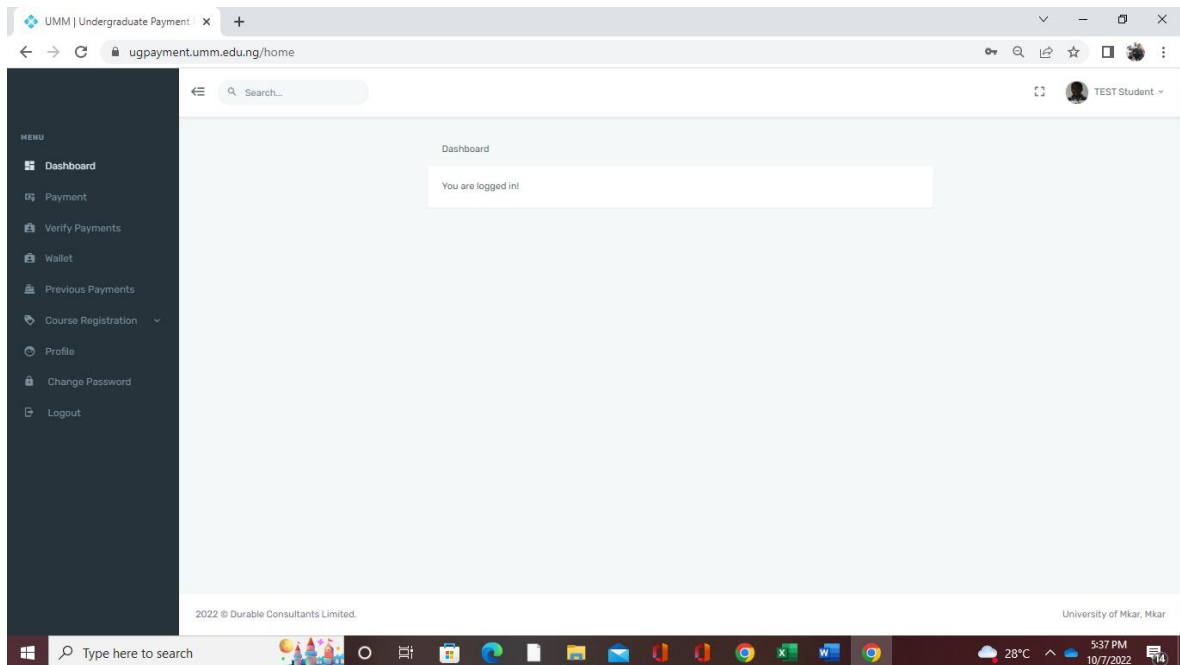 UMM | Undergraduate Payment
ugpayment.umm.edu.ng/home
Search...
TEST Student
MENU
Dashboard
Payment
Verify Payments
Wallet
Previous Payments
Course Registration
Profile
Change Password
Logout
Dashboard
You are logged in!
2022 © Durable Consultants Limited.
University of Mkar, Mkar
Type here to search
28°C
5:37 PM
10/7/2022
14